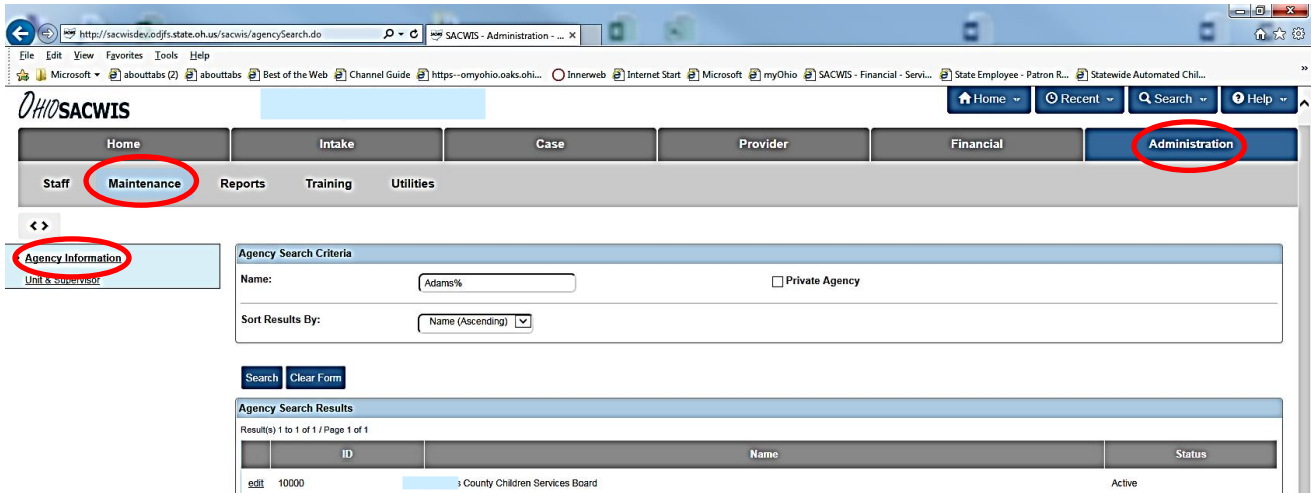 http://sacwisdev.odjfs.state.oh.us/sacwis/agencySearch.do SACWIS - Administration - ... ×
File Edit View Favorites Tools Help
Microsoft abouttabs (2) abouttabs Best of the Web Channel Guide https--omyohio.oaks.ohi... Innerweb Internet Start Microsoft myOhio SACWIS - Financial - Servi... State Employee - Patron R... Statewide Automated Chil... »
OHIO SACWIS Home Recent Search Help
Home Intake Case Provider Financial Administration
Staff Maintenance Reports Training Utilities
< >
Agency Information
Unit & Supervisor
Agency Search Criteria
Name: Adams% Private Agency
Sort Results By: Name (Ascending)
Search Clear Form
Agency Search Results
Result(s) 1 to 1 of 1 / Page 1 of 1
ID Name Status
edit 10000 s County Children Services Board Active